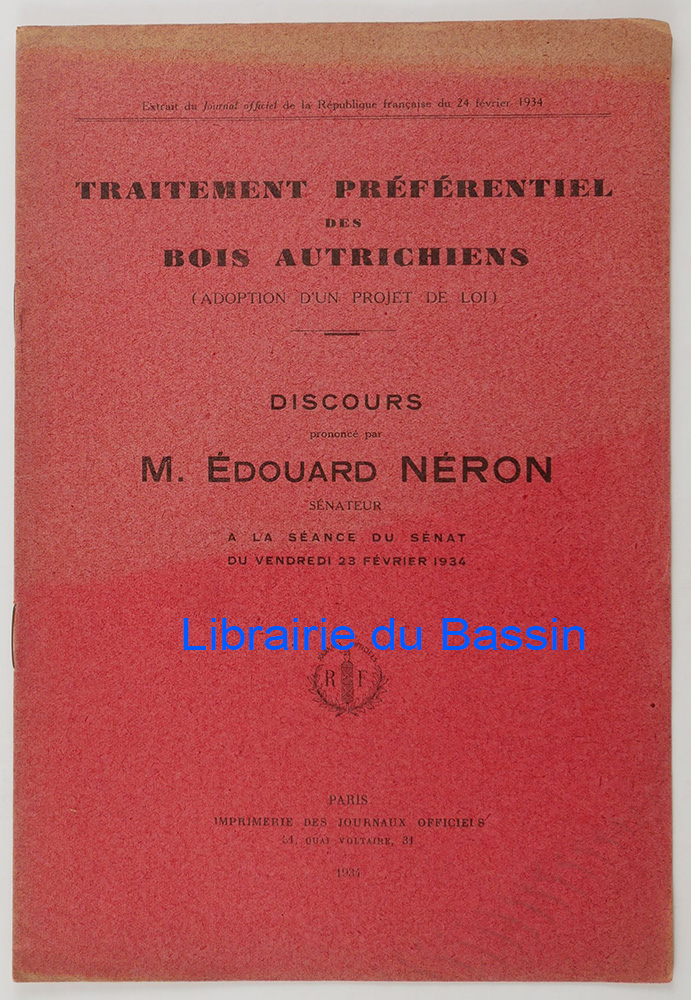 Extrait du Journal officiel de la République française du 24 février 1934
TRAITEMENT PRÉFÉRENTIEL
DES
BOIS AUTRICHIENS
(ADOPTION D'UN PROJET DE LOI)
DISCOURS
prononcé par
M. ÉDOUARD NÉRON
SÉNATEUR
A LA SÉANCE DU SÉNAT
DU VENDREDI 23 FÉVRIER 1934
Librairie du Bassin
R F
PARIS
IMPRIMERIE DES JOURNAUX OFFICIELS
31, QUAI VOLTAIRE, 31
1934